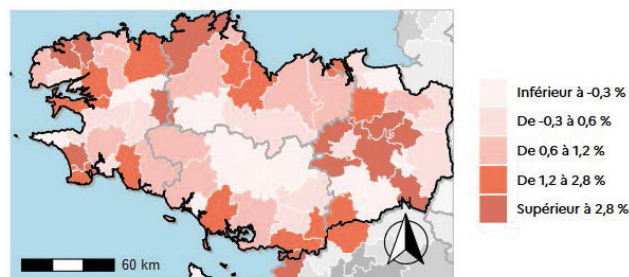 Inférieur à -0,3 %
De -0,3 à 0,6 %
De 0,6 à 1,2 %
De 1,2 à 2,8 %
Supérieur à 2,8 %
60 km